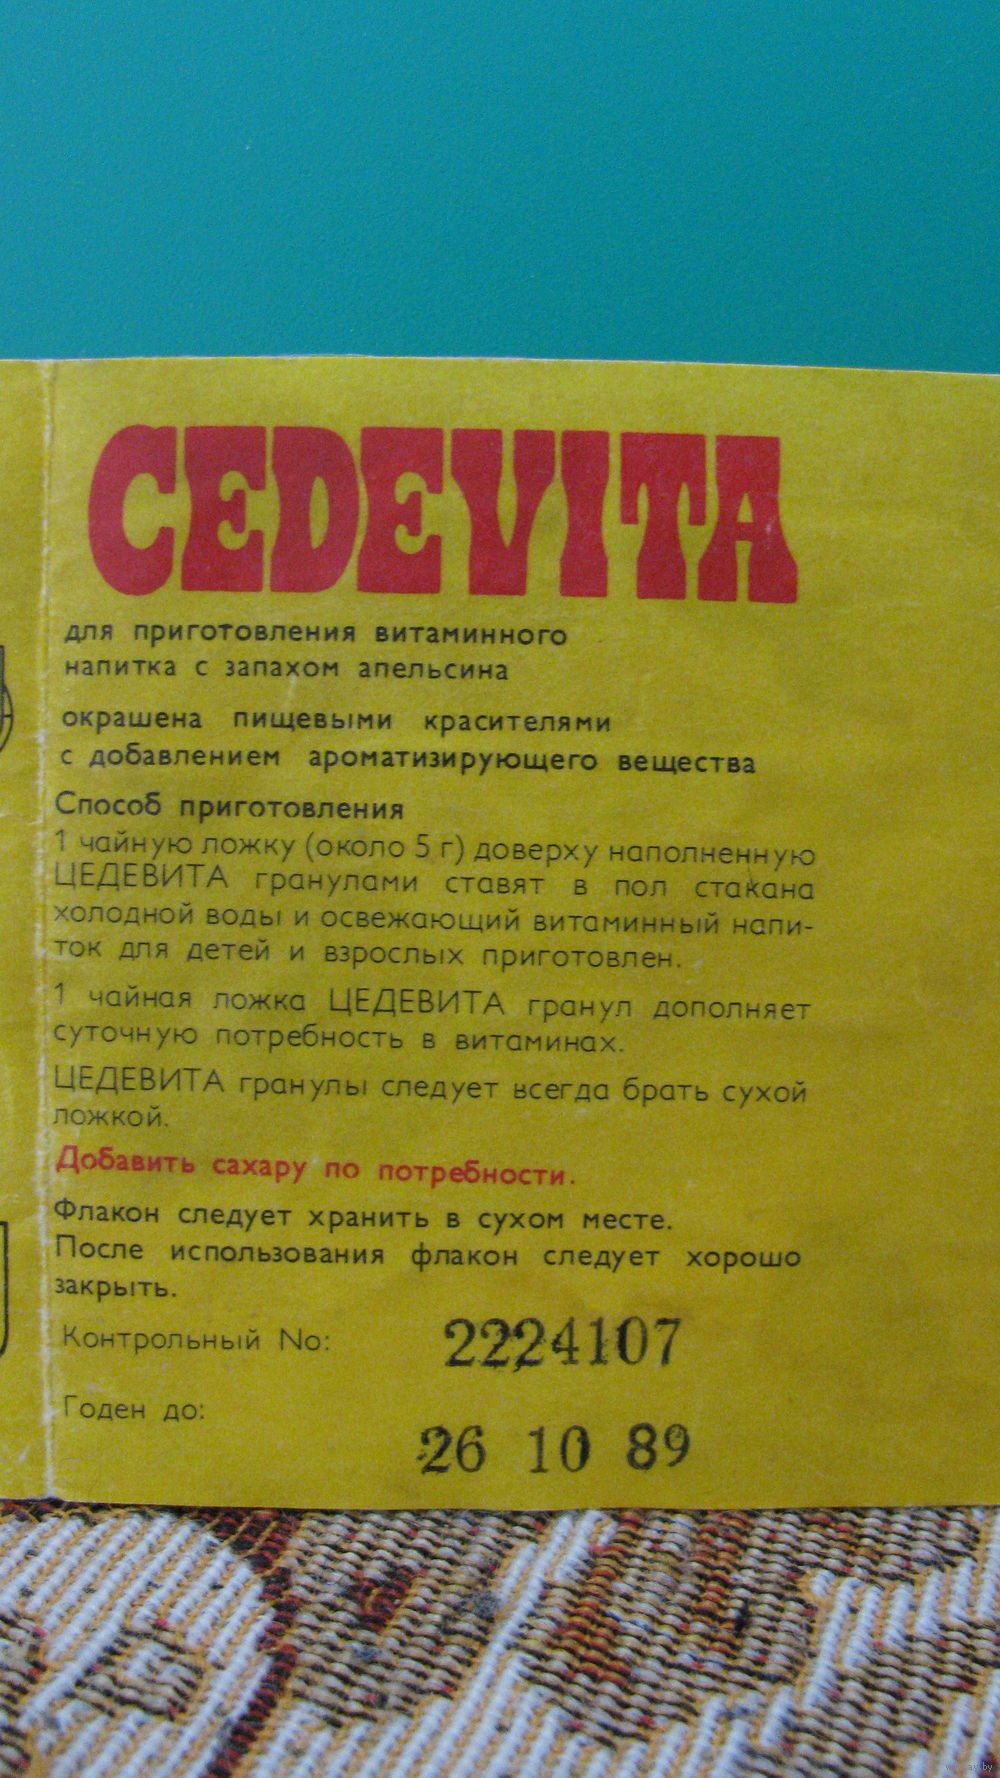 CEDEVITA
для приготовления витаминного
напитка с запахом апельсина
окрашена пищевыми красителями
с добавлением ароматизирующего вещества
Способ приготовления
1 чайную ложку (около 5 г) доверху наполненную
ЦЕДЕВИТА гранулами ставят в пол стакана
холодной воды и освежающий витаминный напи-
ток для детей и взрослых приготовлен.
1 чайная ложка ЦЕДЕВИТА гранул дополняет
суточную потребность в витаминах.
ЦЕДЕВИТА гранулы следует всегда брать сухой
ложкой.
Добавить сахару по потребности.
Флакон следует хранить в сухом месте.
После использования флакон следует хорошо
закрыть.
Контрольный No: 2224107
Годен до:
26 10 89